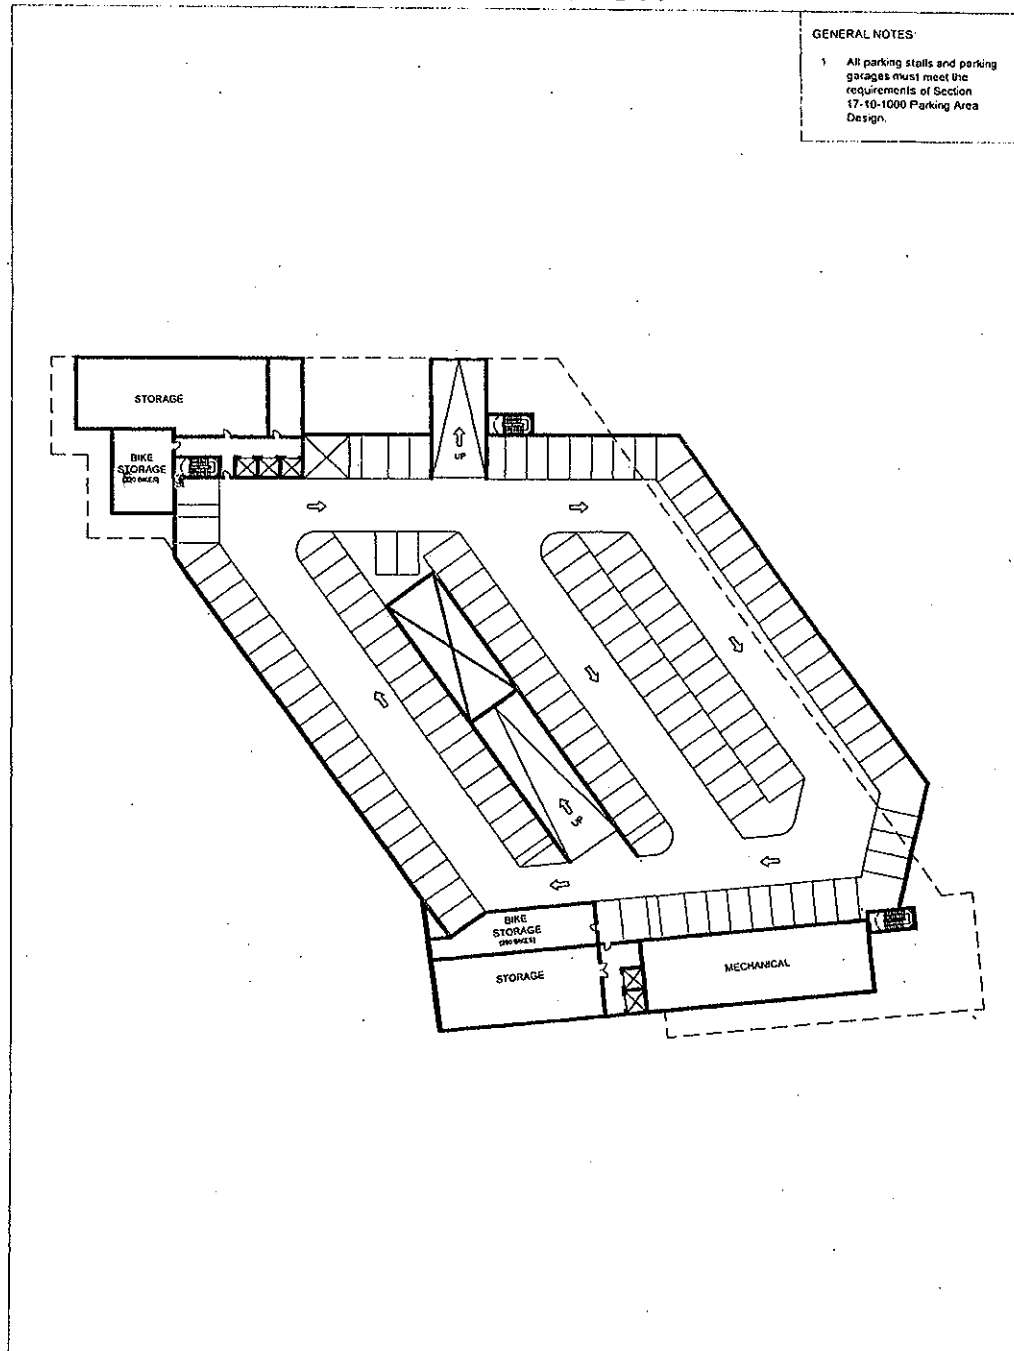 GENERAL NOTES
1 All parking stalls and parking
garages must meet the
requirements of Section
17-10-1000 Parking Area
Design.
STORAGE
BIKE
STORAGE
UP
UP
BIKE
STORAGE
STORAGE
MECHANICAL